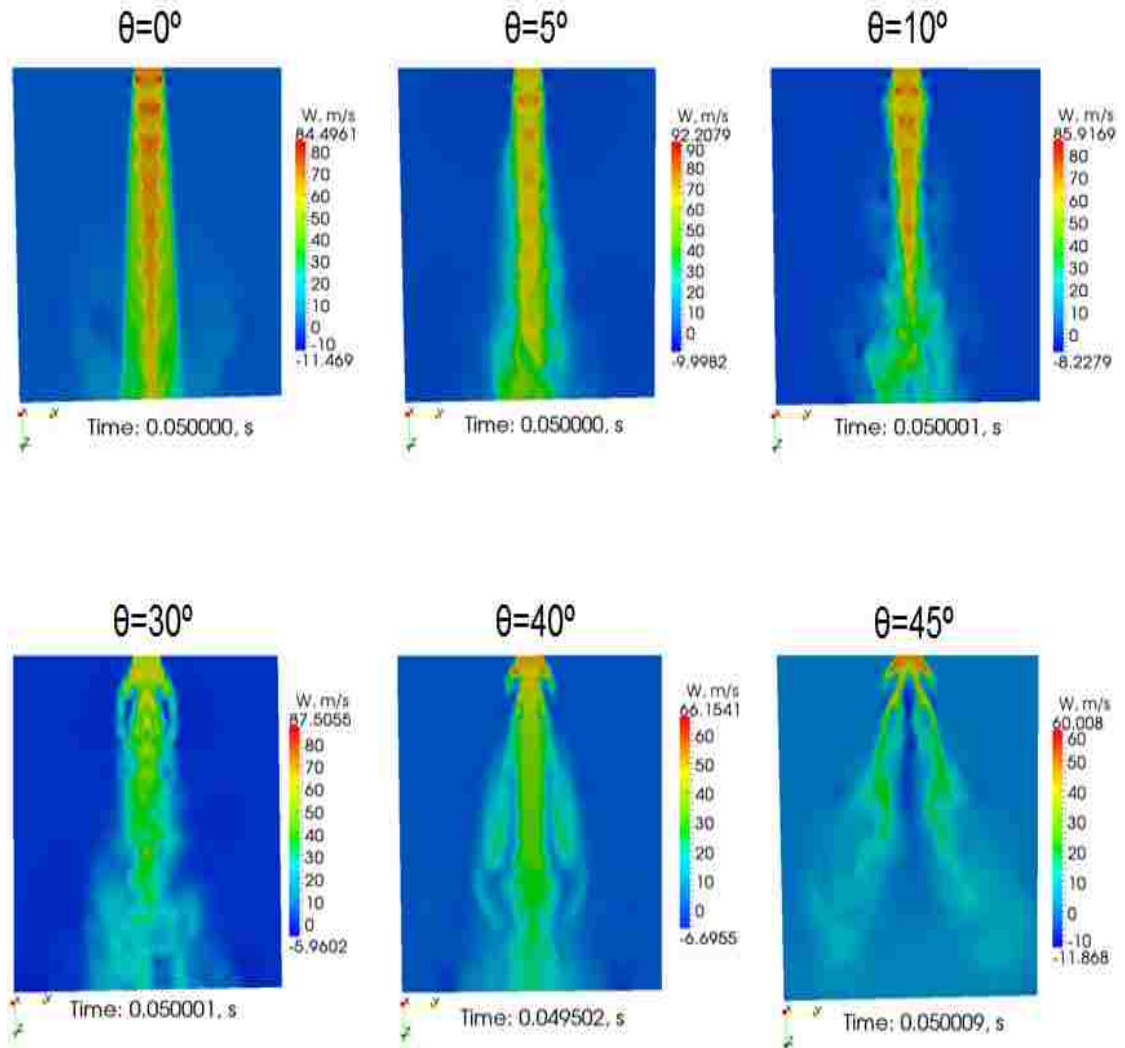 θ=0º
θ=5º
θ=10º
W, m/s
84.4961
80
70
60
50
40
30
20
10
0
-10
-11.469
x y
z
Time: 0.050000, s
W, m/s
92.2079
90
80
70
60
50
40
30
20
10
0
-9.9982
x y
z
Time: 0.050000, s
W, m/s
85.9169
80
70
60
50
40
30
20
10
0
-8.2279
x y
z
Time: 0.050001, s
θ=30º
θ=40º
θ=45º
W, m/s
87.5055
80
70
60
50
40
30
20
10
0
-5.9602
x y
z
Time: 0.050001, s
W, m/s
66.1541
60
50
40
30
20
10
0
-6.6955
x y
z
Time: 0.049502, s
W, m/s
60.008
60
50
40
30
20
10
0
-10
-11.868
x y
z
Time: 0.050009, s